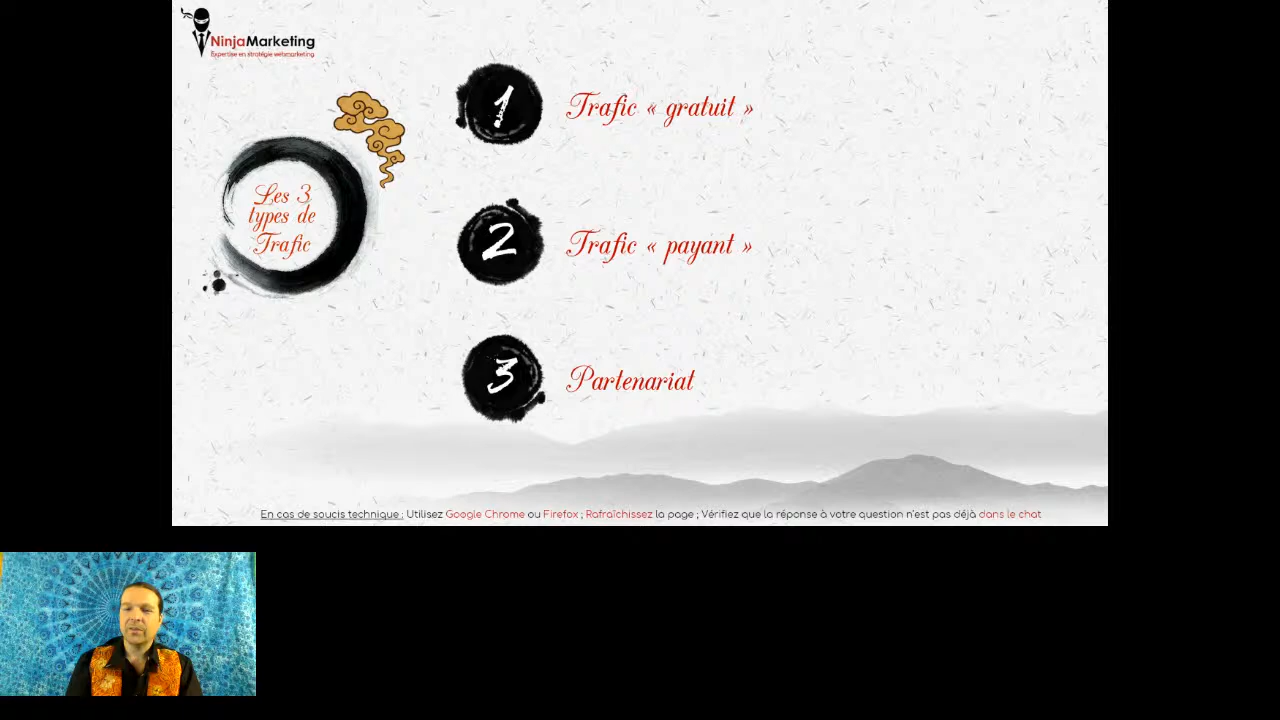 NinjaMarketing
Expertise en stratégie webmarketing
Les 3
types de
Trafic
1
Trafic « gratuit »
2
Trafic « payant »
3
Partenariat
En cas de soucis technique : Utilisez Google Chrome ou Firefox ; Rafraîchissez la page ; Vérifiez que la réponse à votre question n'est pas déjà dans le chat